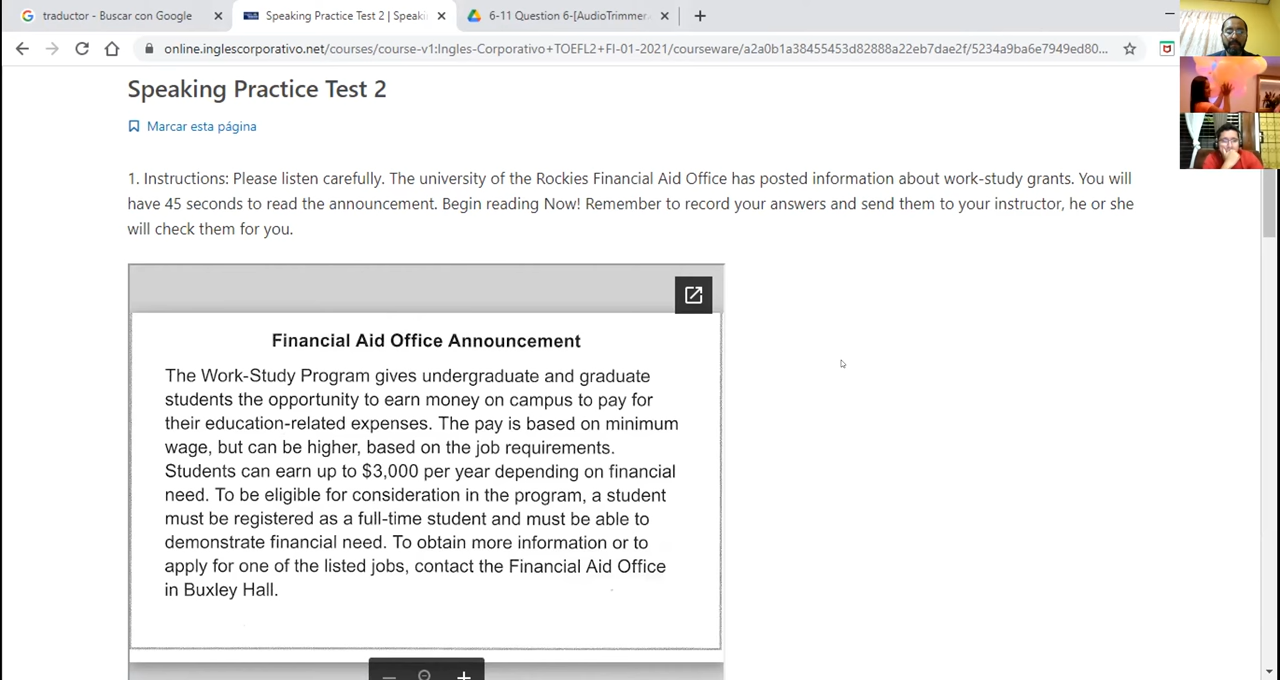 traductor - Buscar con Google
Speaking Practice Test 2 | Speaki
6-11 Question 6-[AudioTrimmer
online.inglescorporativo.net/courses/course-v1:Ingles-Corporativo+TOEFL2+FI-01-2021/courseware/a2a0b1a38455453d82888a22eb7dae2f/5234a9ba6e7949ed80...
Speaking Practice Test 2
Marcar esta página
1. Instructions: Please listen carefully. The university of the Rockies Financial Aid Office has posted information about work-study grants. You will
have 45 seconds to read the announcement. Begin reading Now! Remember to record your answers and send them to your instructor, he or she
will check them for you.
Financial Aid Office Announcement
The Work-Study Program gives undergraduate and graduate
students the opportunity to earn money on campus to pay for
their education-related expenses. The pay is based on minimum
wage, but can be higher, based on the job requirements.
Students can earn up to $3,000 per year depending on financial
need. To be eligible for consideration in the program, a student
must be registered as a full-time student and must be able to
demonstrate financial need. To obtain more information or to
apply for one of the listed jobs, contact the Financial Aid Office
in Buxley Hall.